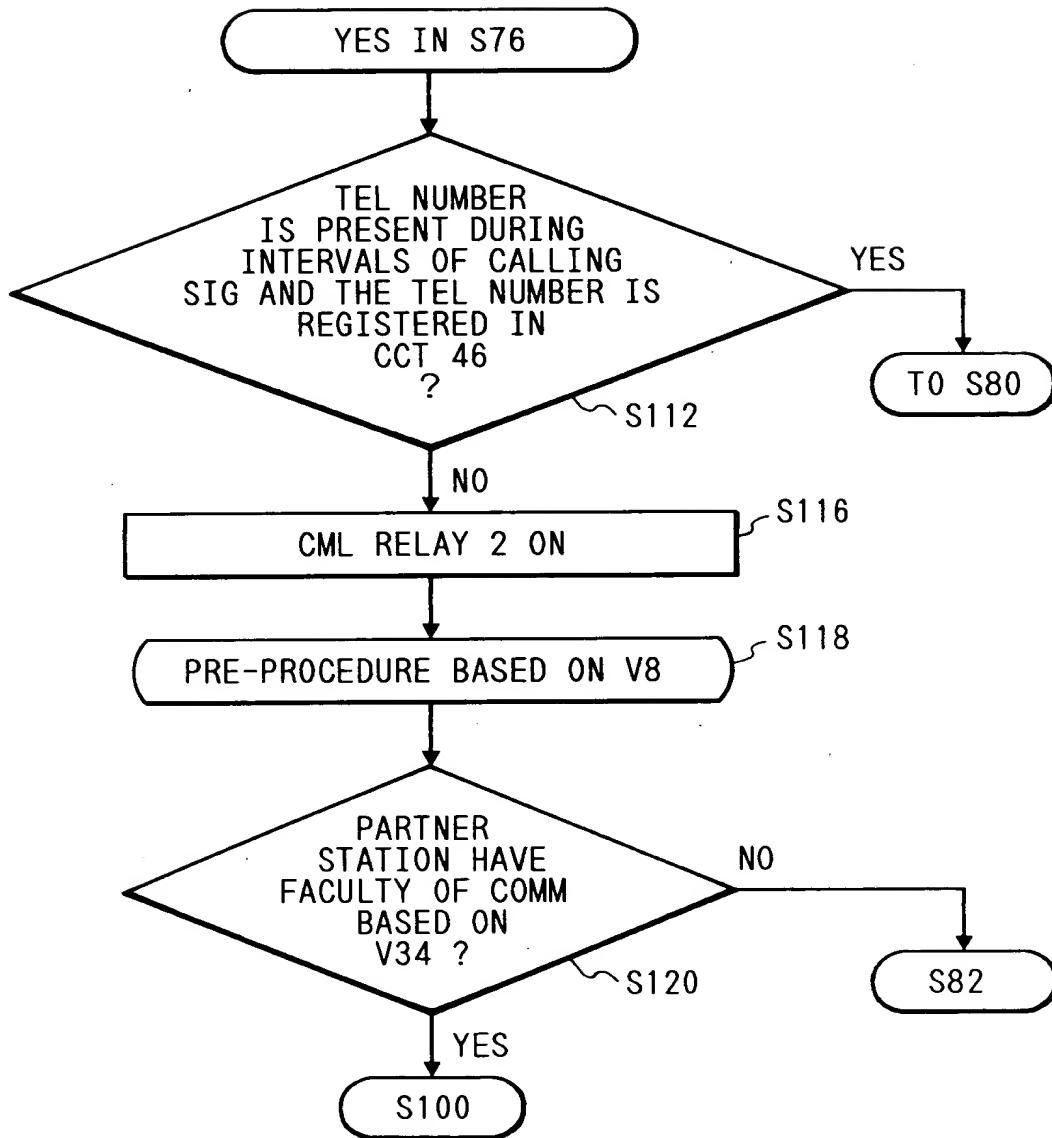 YES IN S76
TEL NUMBER
IS PRESENT DURING
INTERVALS OF CALLING
SIG AND THE TEL NUMBER IS
REGISTERED IN
CCT 46
?
YES
TO S80
S112
NO
CML RELAY 2 ON
S116
PRE-PROCEDURE BASED ON V8
S118
PARTNER
STATION HAVE
FACULTY OF COMM
BASED ON
V34 ?
NO
S82
S120
YES
S100